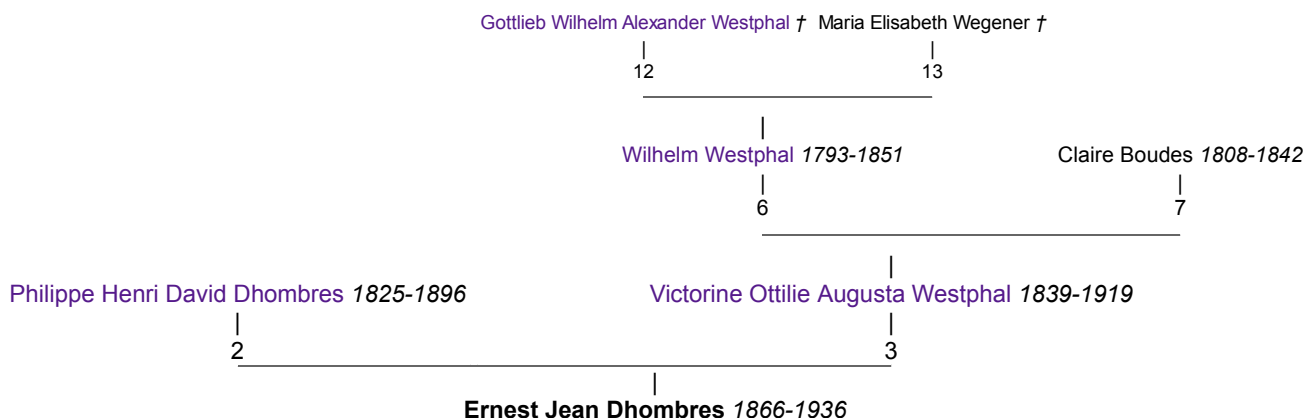 Gottlieb Wilhelm Alexander Westphal † Maria Elisabeth Wegener †
12 13
Wilhelm Westphal 1793-1851 Claire Boudes 1808-1842
6 7
Philippe Henri David Dhombres 1825-1896 Victorine Ottilie Augusta Westphal 1839-1919
2 3
Ernest Jean Dhombres 1866-1936